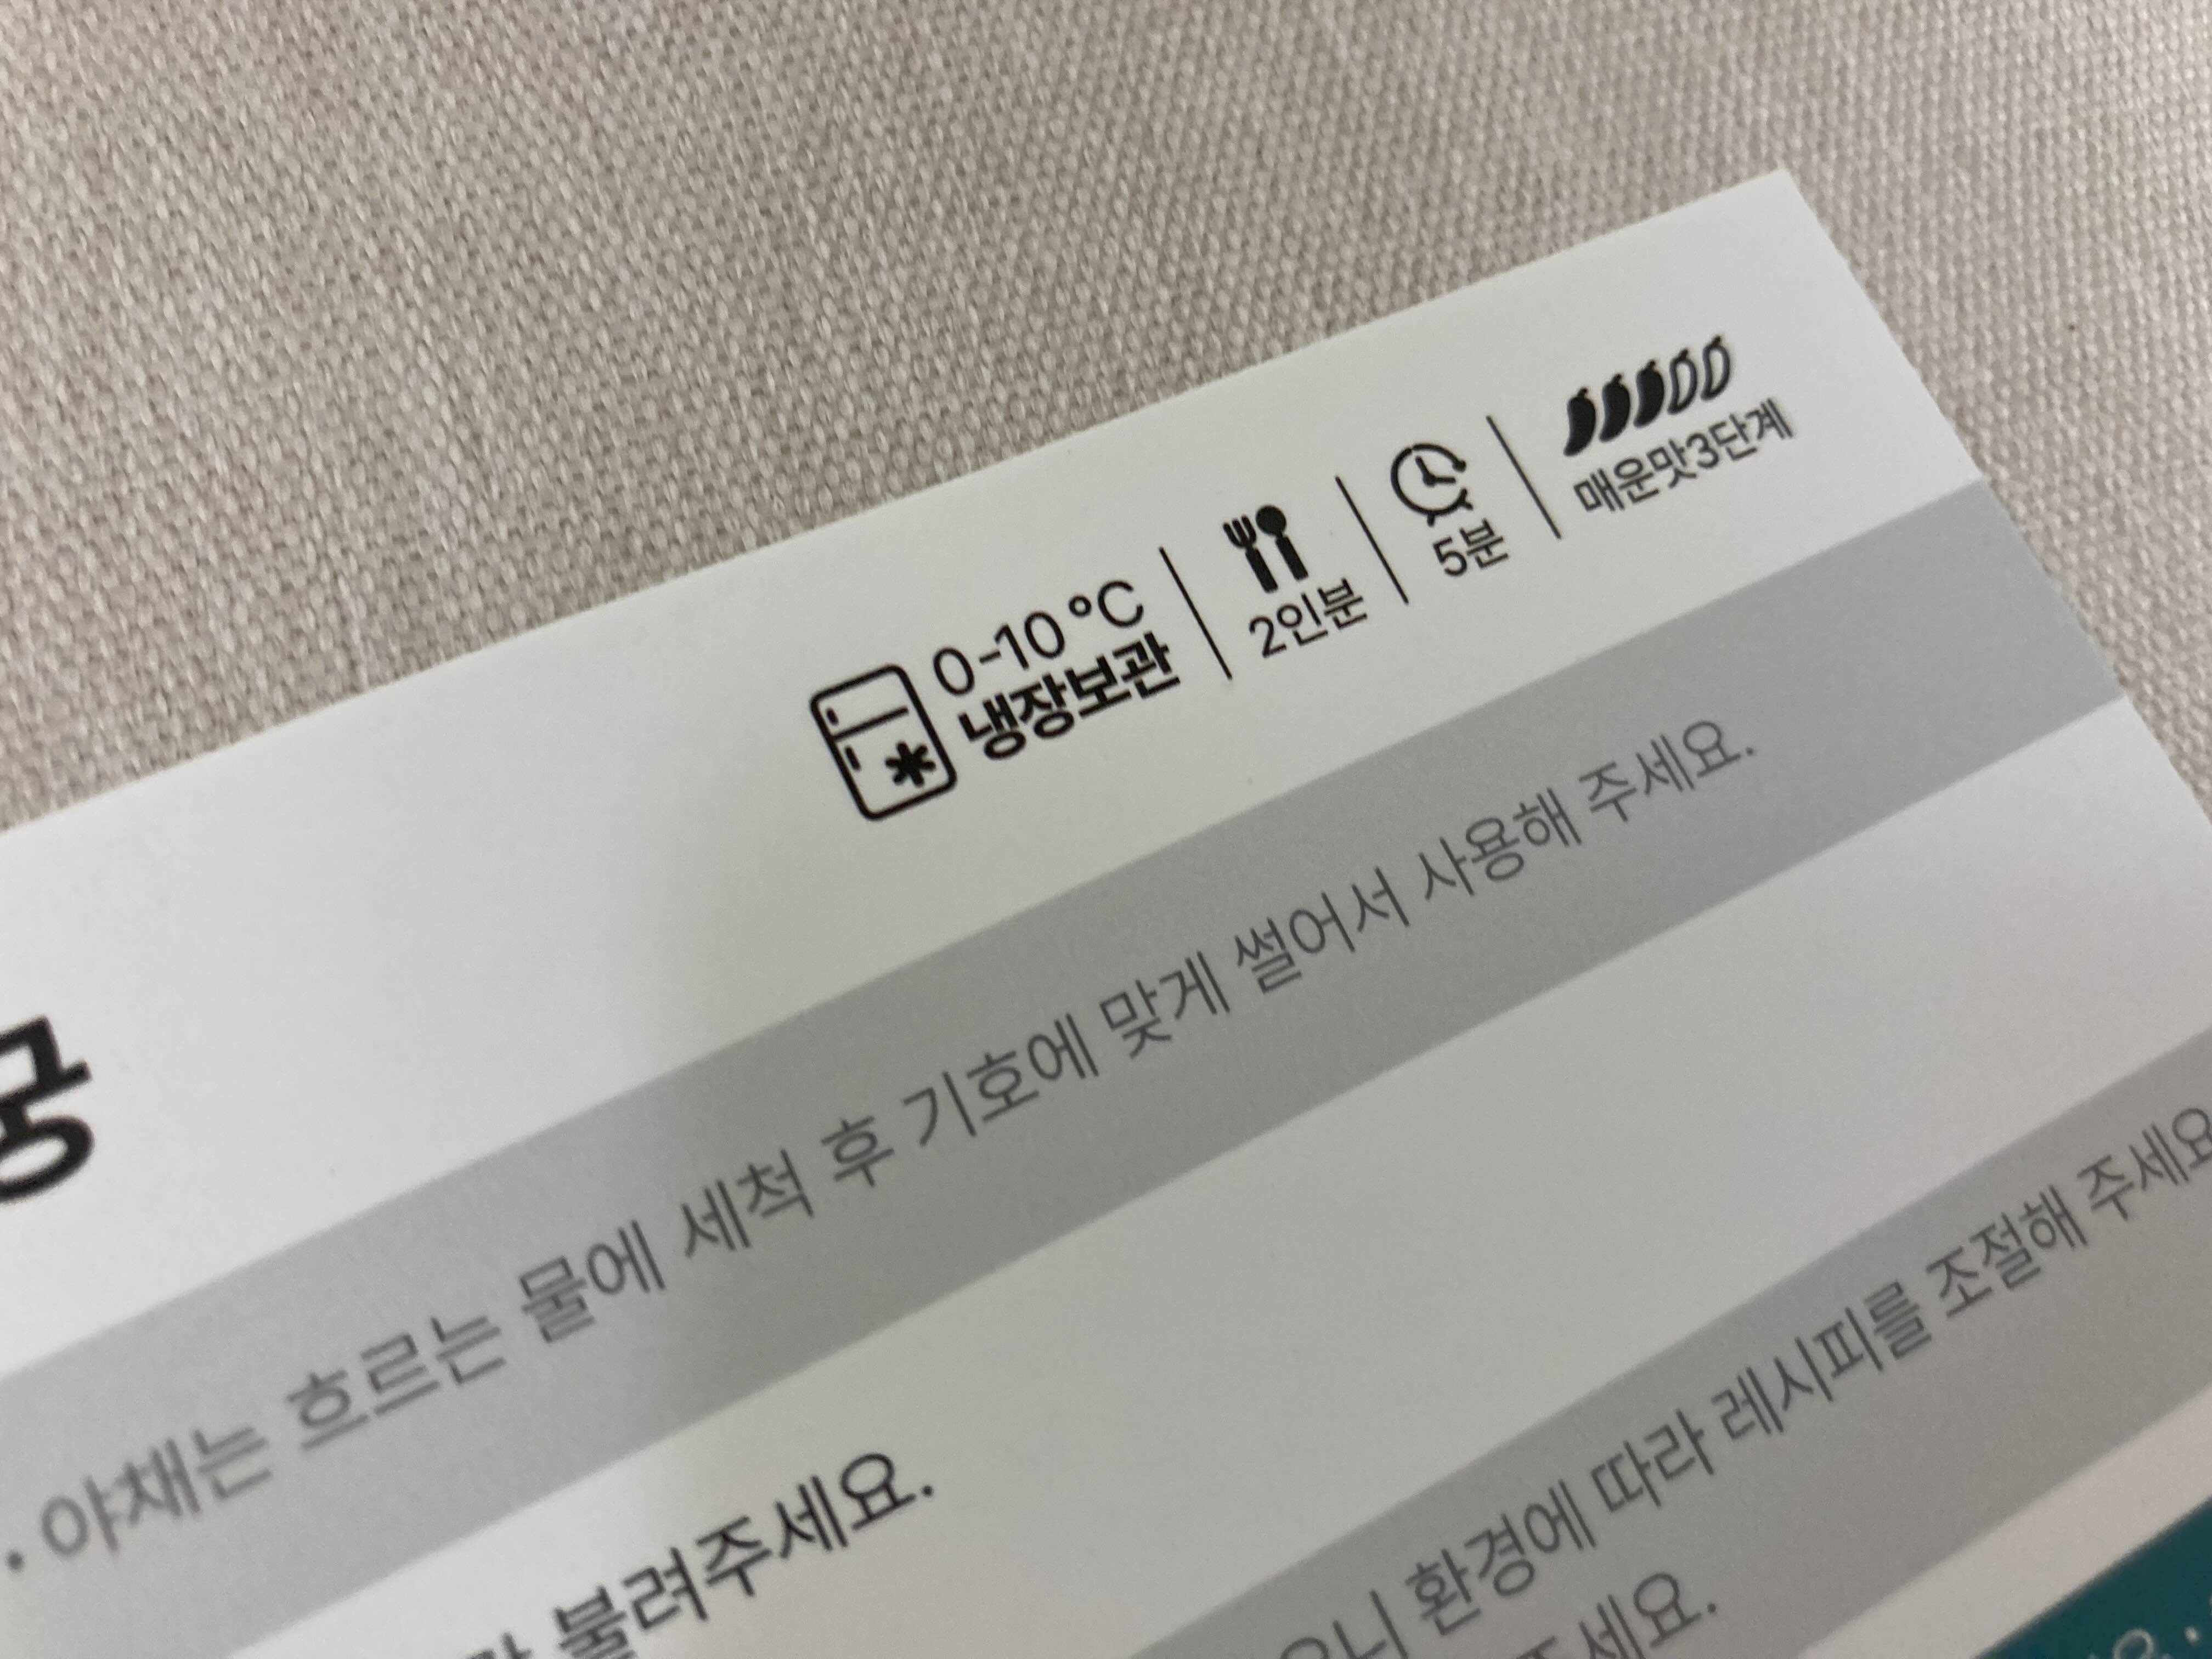 0-10°C
냉장보관
2인분
5분
매운맛3단계
궁
· 야채는 흐르는 물에 세척 후 기호에 맞게 썰어서 사용해 주세요.
불려주세요.
환경에 따라 레시피를 조절해 주세요
주세요.